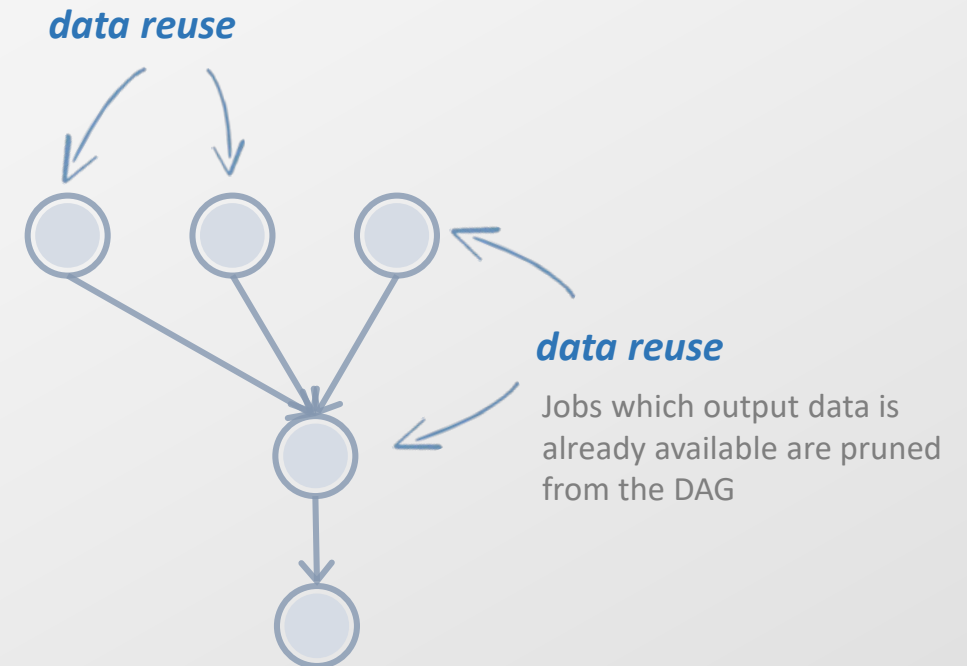 data reuse
data reuse
Jobs which output data is
already available are pruned
from the DAG